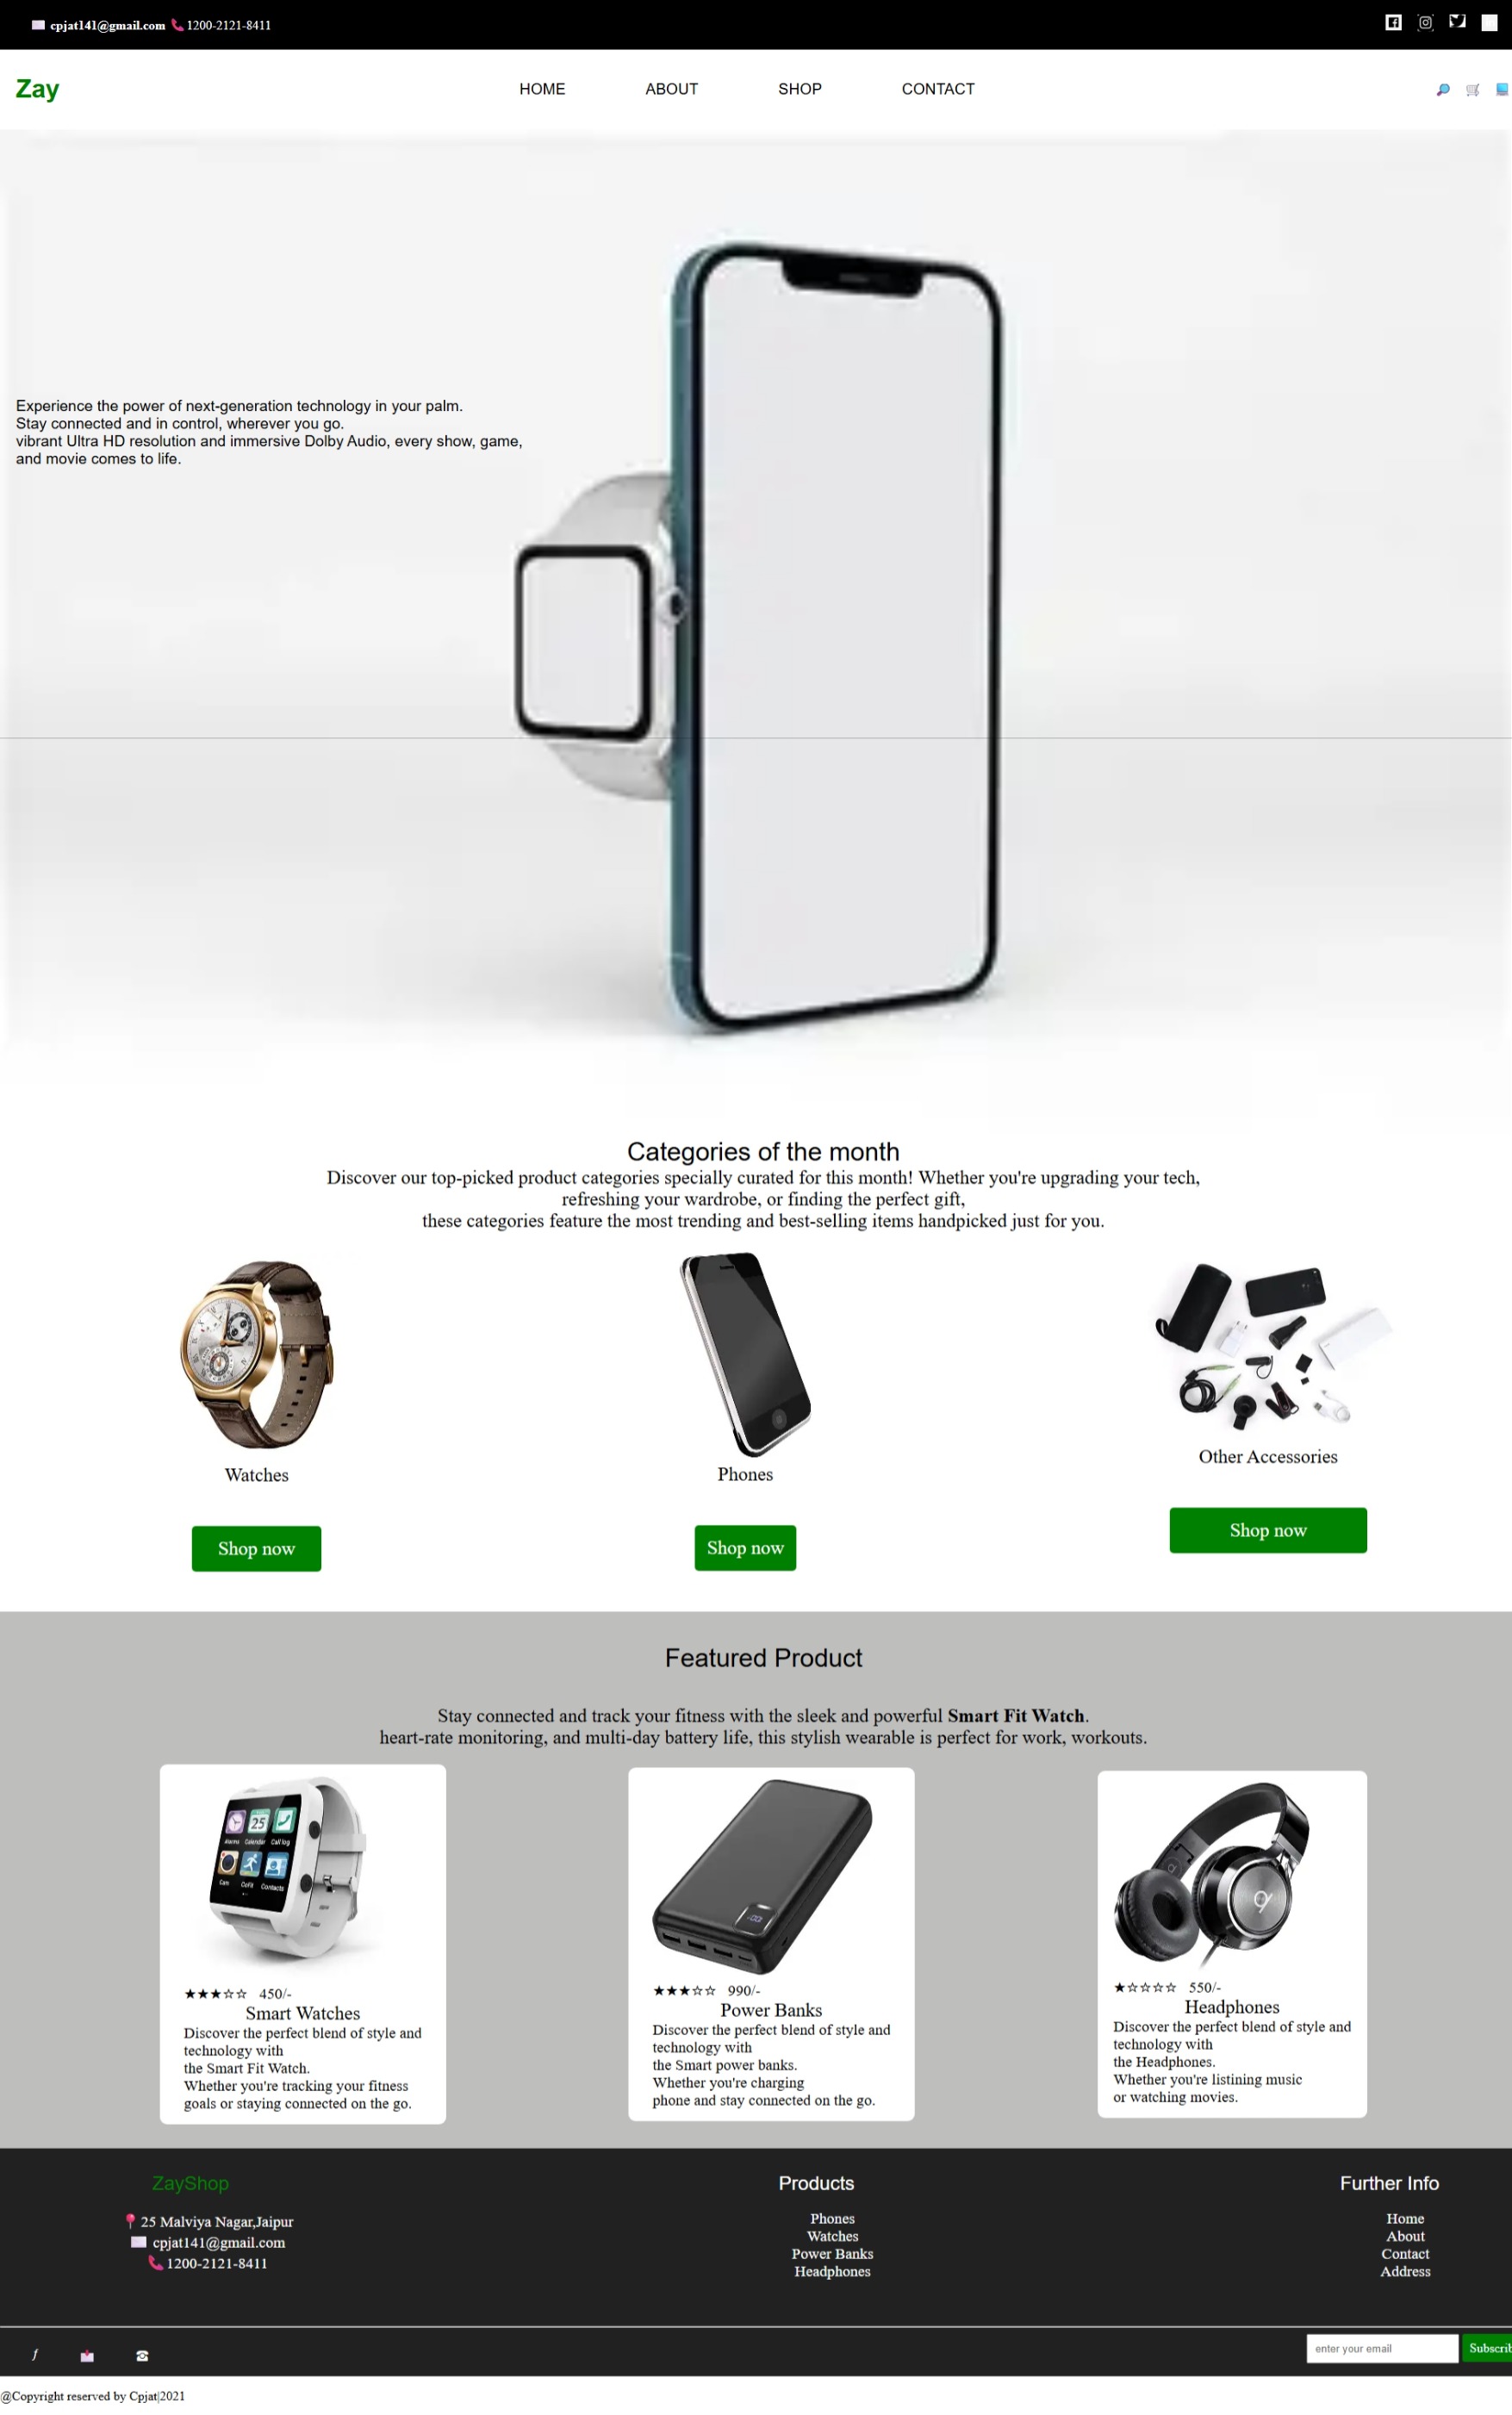 cpjat141@gmail.com 1200-2121-8411
Zay
HOME ABOUT SHOP CONTACT
Experience the power of next-generation technology in your palm.
Stay connected and in control, wherever you go.
vibrant Ultra HD resolution and immersive Dolby Audio, every show, game,
and movie comes to life.
Categories of the month
Discover our top-picked product categories specially curated for this month! Whether you're upgrading your tech,
refreshing your wardrobe, or finding the perfect gift,
these categories feature the most trending and best-selling items handpicked just for you.
Watches
Shop now
Phones
Shop now
Other Accessories
Shop now
Featured Product
Stay connected and track your fitness with the sleek and powerful Smart Fit Watch.
heart-rate monitoring, and multi-day battery life, this stylish wearable is perfect for work, workouts.
Alarms Calendar Call log
Cam CoFit Contacts
★★★☆☆ 450/-
Smart Watches
Discover the perfect blend of style and
technology with
the Smart Fit Watch.
Whether you're tracking your fitness
goals or staying connected on the go.
★★★☆☆ 990/-
Power Banks
Discover the perfect blend of style and
technology with
the Smart power banks.
Whether you're charging
phone and stay connected on the go.
★☆☆☆☆ 550/-
Headphones
Discover the perfect blend of style and
technology with
the Headphones.
Whether you're listining music
or watching movies.
ZayShop
25 Malviya Nagar,Jaipur
cpjat141@gmail.com
1200-2121-8411
Products
Phones
Watches
Power Banks
Headphones
Further Info
Home
About
Contact
Address
enter your email Subscrib
@Copyright reserved by Cpjat|2021